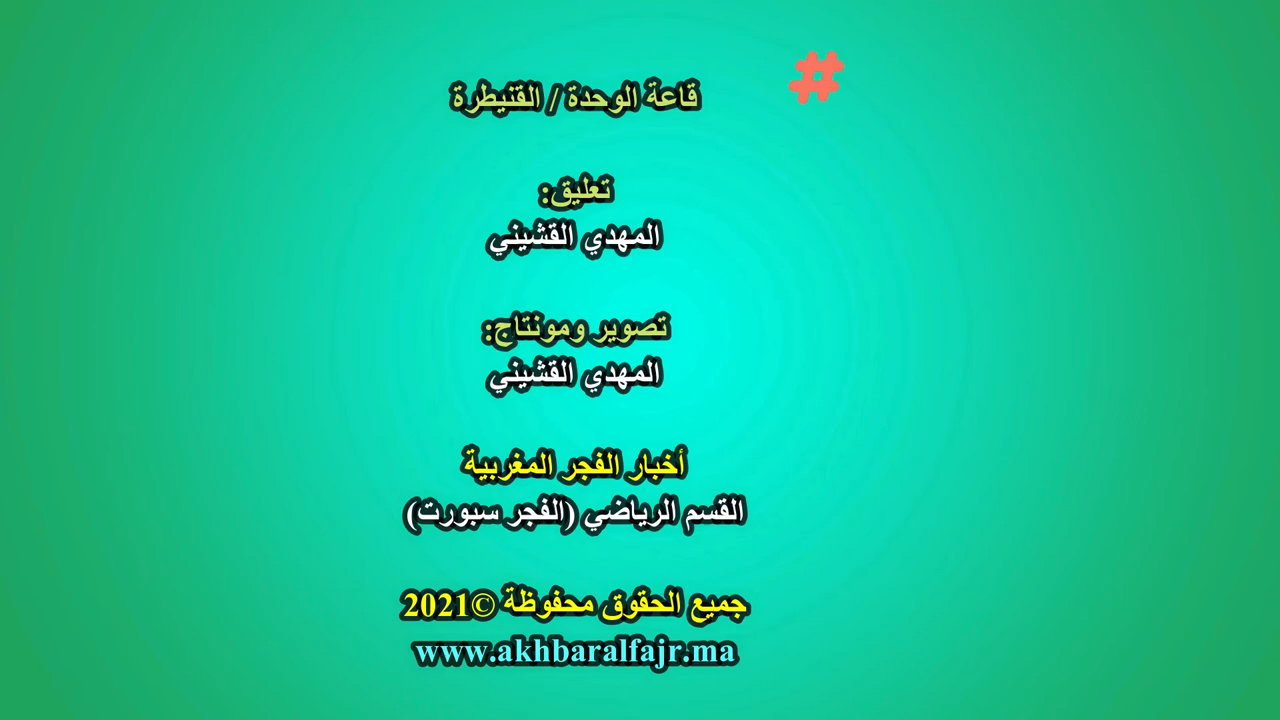 #
قاعة الوحدة / القنيطرة
تعليق:
المهدي القشيني
تصوير ومونتاج:
المهدي القشيني
أخبار الفجر المغربية
القسم الرياضي (الفجر سبورت)
جميع الحقوق محفوظة ©2021
www.akhbaralfajr.ma